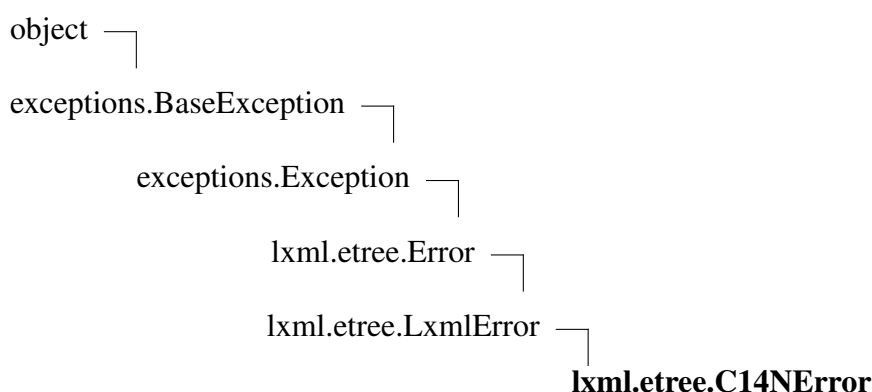 object
exceptions.BaseException
exceptions.Exception
lxml.etree.Error
lxml.etree.LxmlError
lxml.etree.C14NError